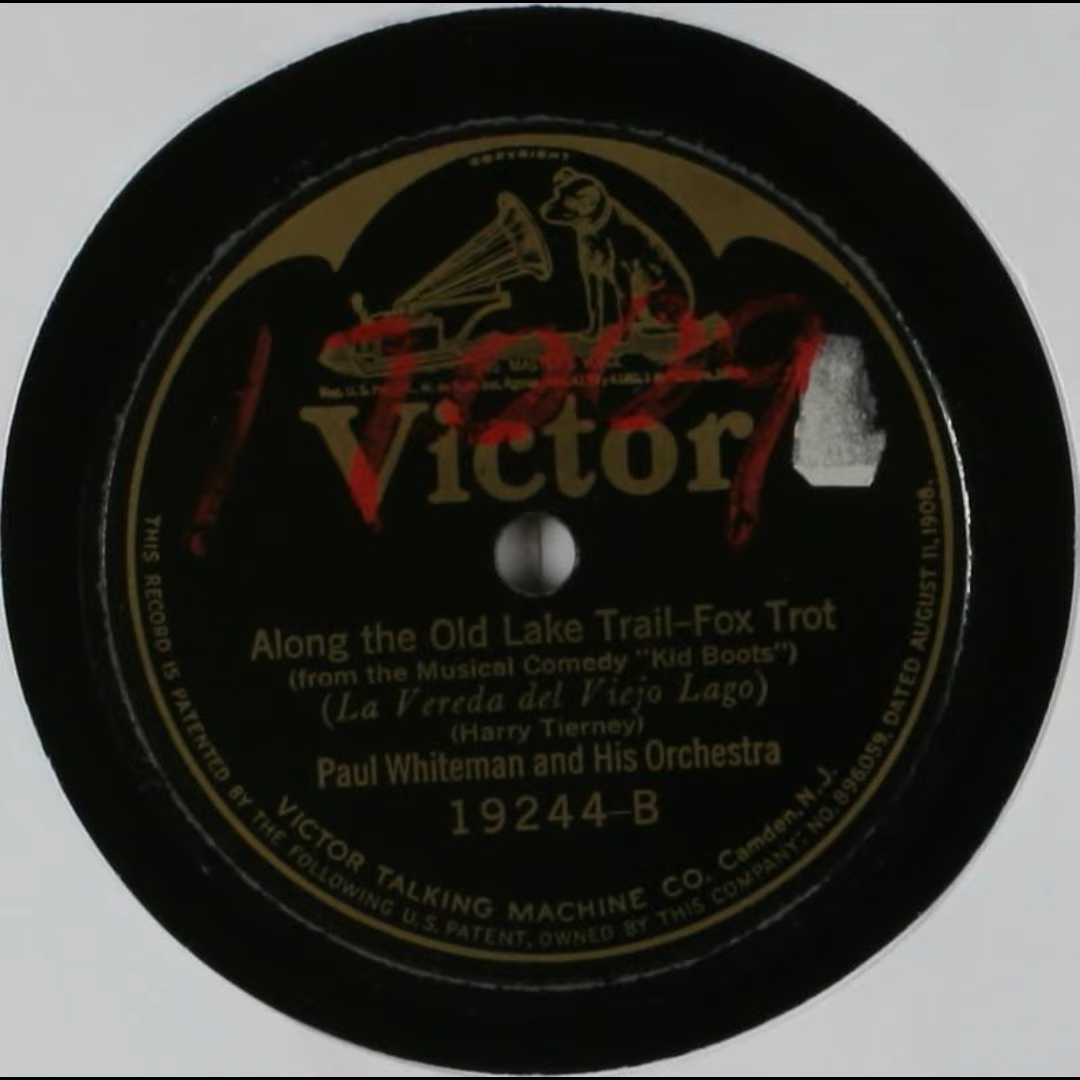 COPYRIGHT
Victor
Along the Old Lake Trail–Fox Trot
(from the Musical Comedy "Kid Boots")
(La Vereda del Viejo Lago)
(Harry Tierney)
Paul Whiteman and His Orchestra
19244-B
VICTOR TALKING MACHINE CO. Camden, N.J.
THIS RECORD IS PATENTED BY THE FOLLOWING U.S. PATENT, OWNED BY THIS COMPANY; NO. 896,059, DATED AUGUST 11, 1908.